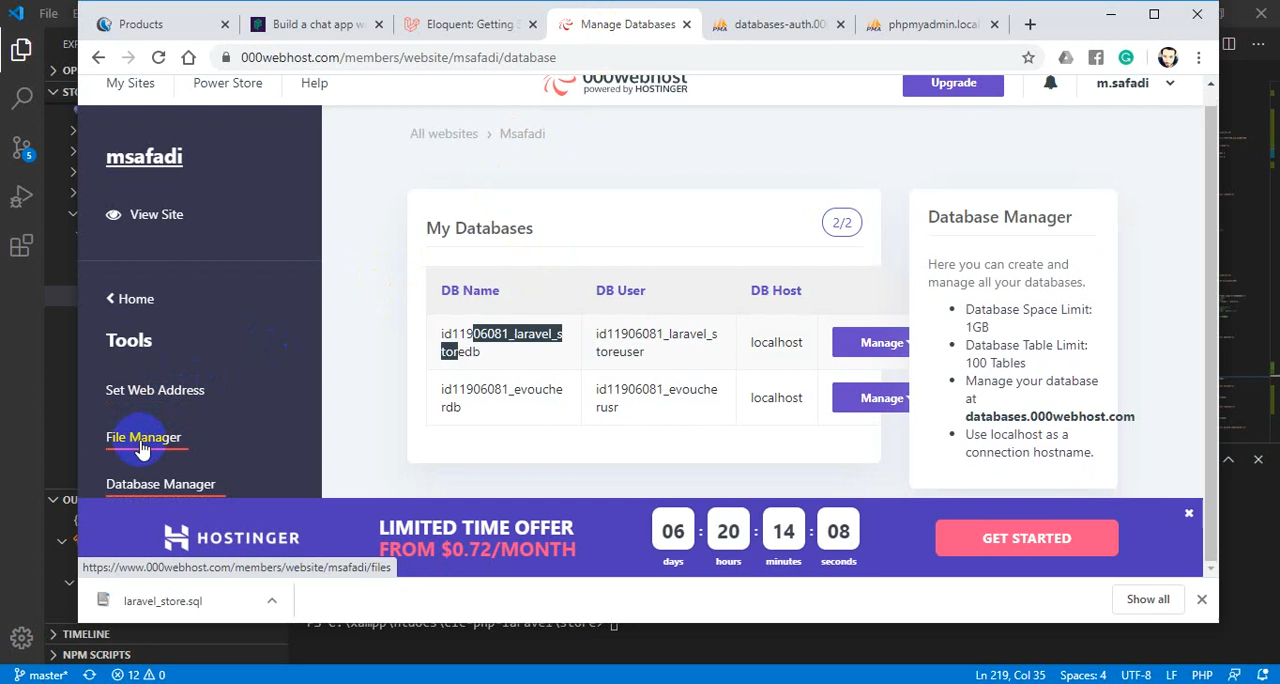 File
Products
Build a chat app w
Eloquent: Getting
Manage Databases
databases-auth.00
phpmyadmin.local
000webhost.com/members/website/msafadi/database
My Sites
Power Store
Help
000webhost
powered by HOSTINGER
Upgrade
m.safadi
msafadi
View Site
Home
Tools
Set Web Address
File Manager
Database Manager
All websites > Msafadi
My Databases
2/2
DB Name
DB User
DB Host
id11906081_laravel_s
toredb
id11906081_laravel_s
toreuser
localhost
Manage
id11906081_evouche
rdb
id11906081_evouche
rusr
localhost
Manage
Database Manager
Here you can create and
manage all your databases.
Database Space Limit:
1GB
Database Table Limit:
100 Tables
Manage your database
at
databases.000webhost.com
Use localhost as a
connection hostname.
HOSTINGER
LIMITED TIME OFFER
FROM $0.72/MONTH
06 : 20 : 14 : 08
days hours minutes seconds
GET STARTED
https://www.000webhost.com/members/website/msafadi/files
laravel_store.sql
Show all
TIMELINE
NPM SCRIPTS
master*
12 0
Ln 219, Col 35
Spaces: 4
UTF-8
LF
PHP